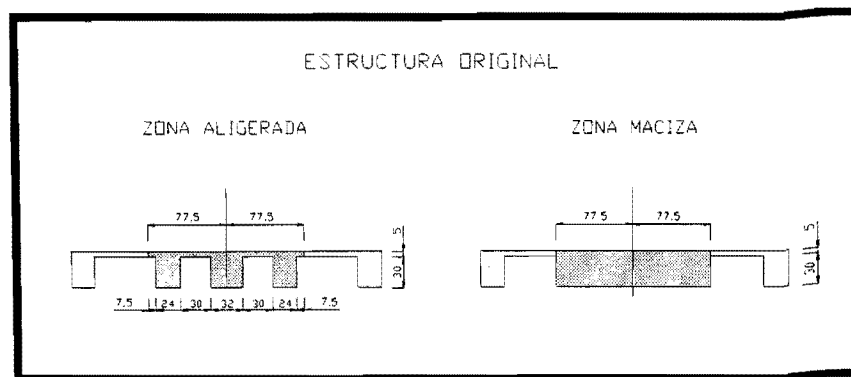 ESTRUCTURA ORIGINAL
ZONA ALIGERADA
ZONA MACIZA
77.5 77.5
5
30
7.5 24 30 32 30 24 7.5
77.5 77.5
5
30